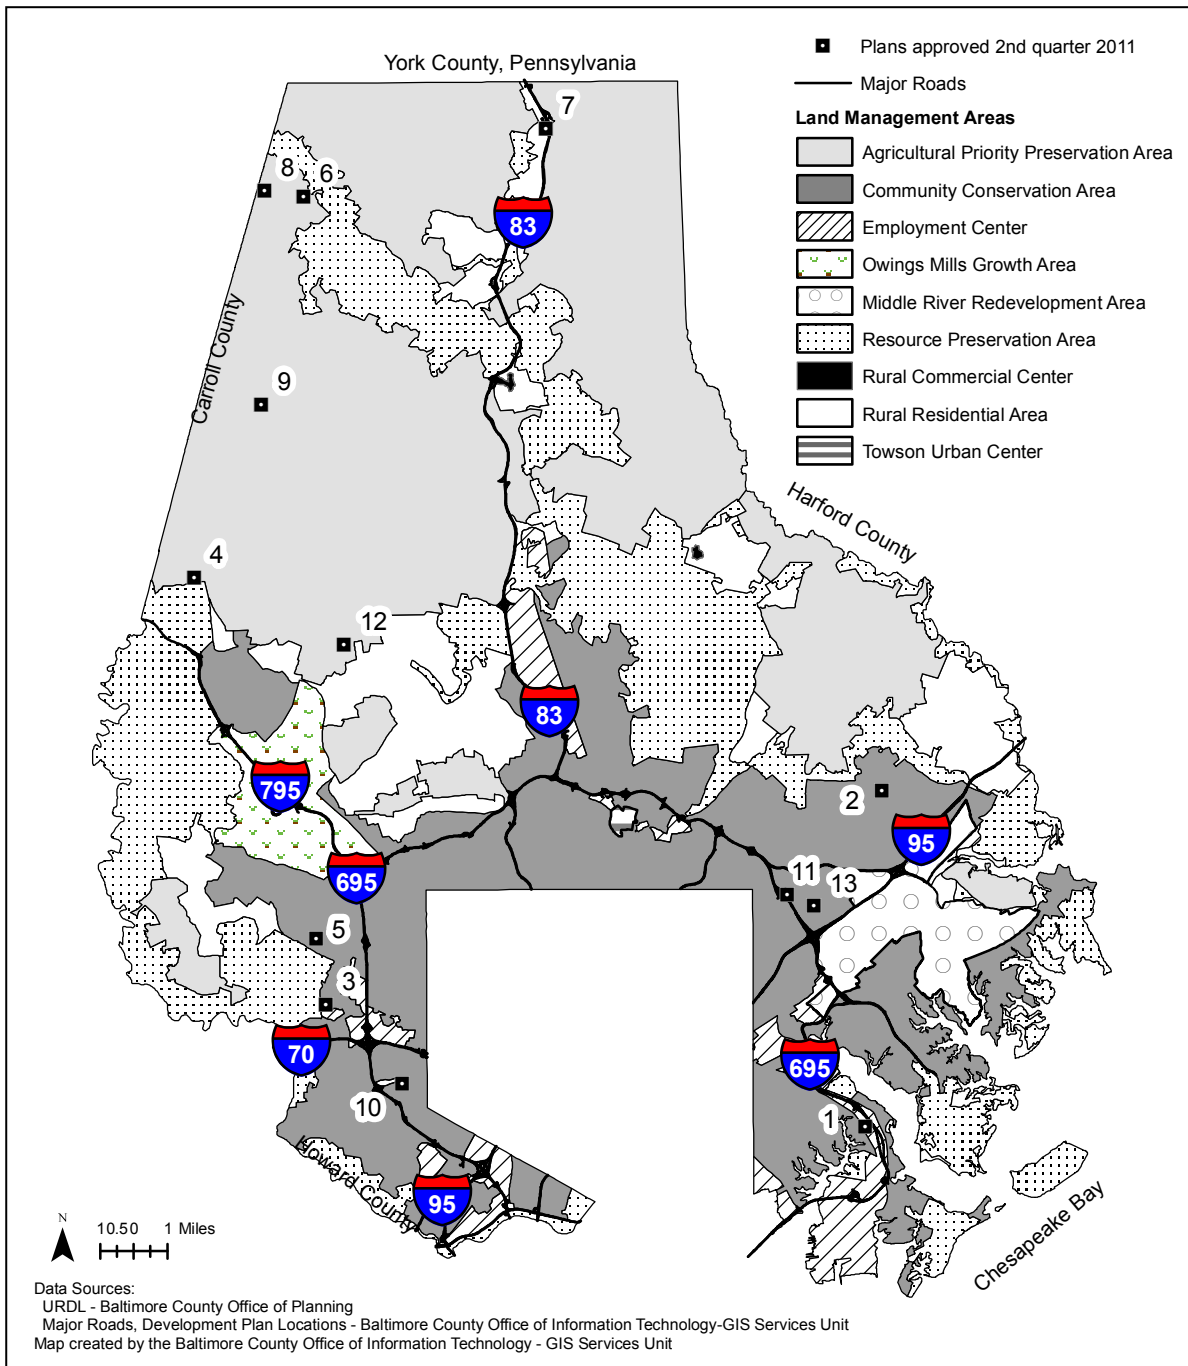 York County, Pennsylvania
Plans approved 2nd quarter 2011
Major Roads
Land Management Areas
Agricultural Priority Preservation Area
Community Conservation Area
Employment Center
Owings Mills Growth Area
Middle River Redevelopment Area
Resource Preservation Area
Rural Commercial Center
Rural Residential Area
Towson Urban Center
7
8
6
83
Carroll County
9
Harford County
4
12
83
795
2
95
695
11
13
5
3
70
695
10
1
Howard County
95
Chesapeake Bay
N
10.50 1 Miles
Data Sources:
URDL - Baltimore County Office of Planning
Major Roads, Development Plan Locations - Baltimore County Office of Information Technology-GIS Services Unit
Map created by the Baltimore County Office of Information Technology - GIS Services Unit